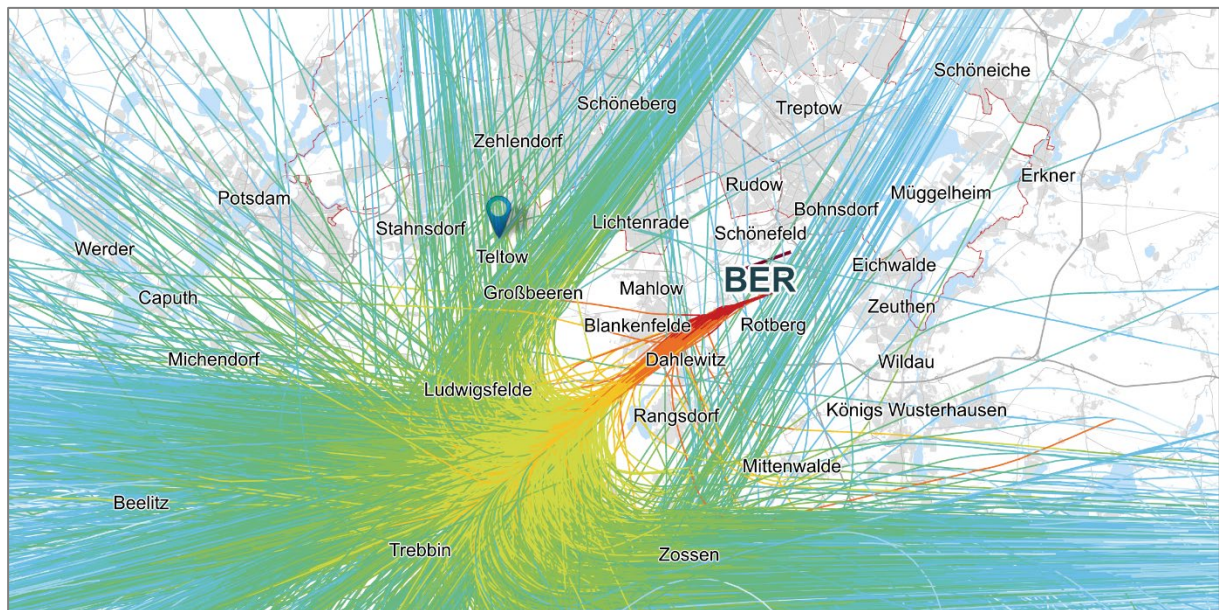 Schöneiche
Schöneberg
Treptow
Zehlendorf
Erkner
Rudow
Müggelheim
Potsdam
Bohnsdorf
Stahnsdorf
Lichtenrade
Schönefeld
Werder
Teltow
Eichwalde
BER
Caputh
Großbeeren
Mahlow
Zeuthen
Blankenfelde
Rotberg
Michendorf
Dahlewitz
Wildau
Ludwigsfelde
Rangsdorf
Königs Wusterhausen
Mittenwalde
Beelitz
Trebbin
Zossen